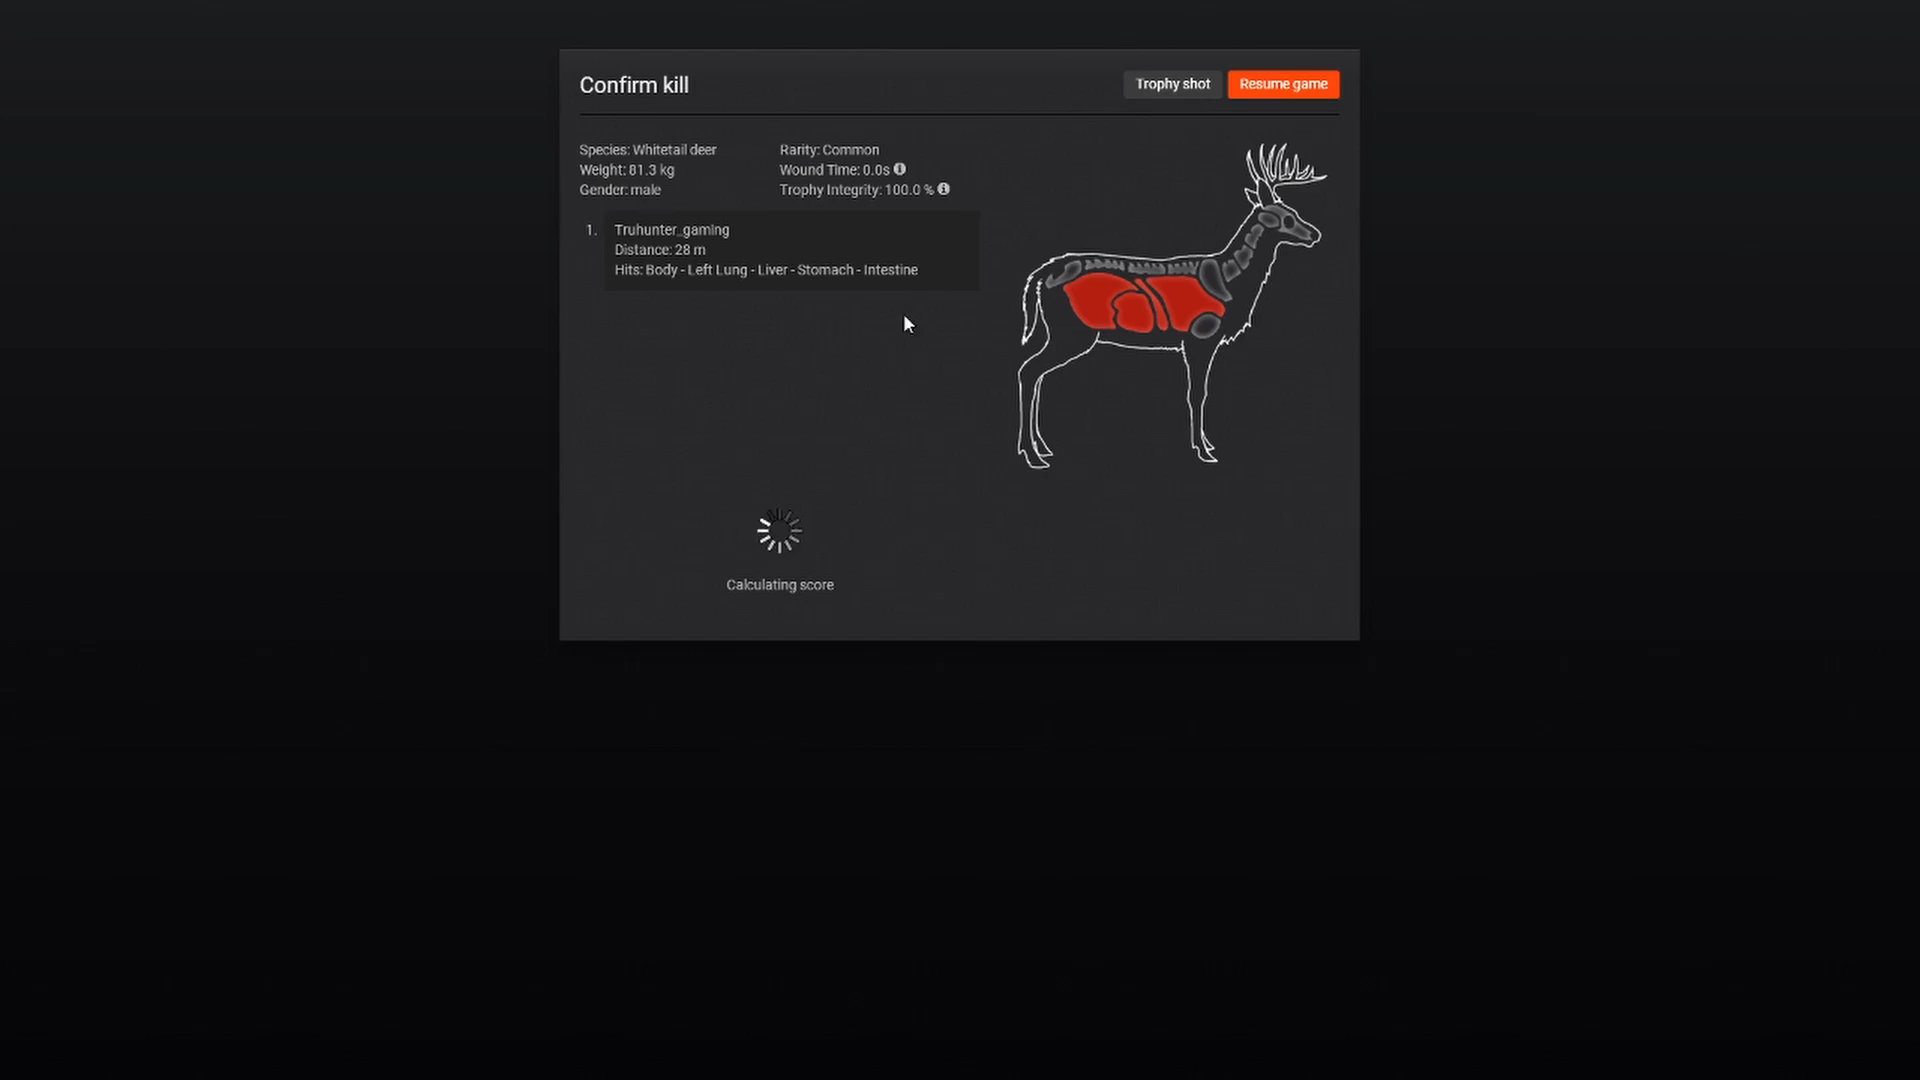 Confirm kill
Trophy shot
Resume game
Species: Whitetail deer
Weight: 81.3 kg
Gender: male
Rarity: Common
Wound Time: 0.0s
Trophy Integrity: 100.0 %
1.
Truhunter_gaming
Distance: 28 m
Hits: Body - Left Lung - Liver - Stomach - Intestine
Calculating score